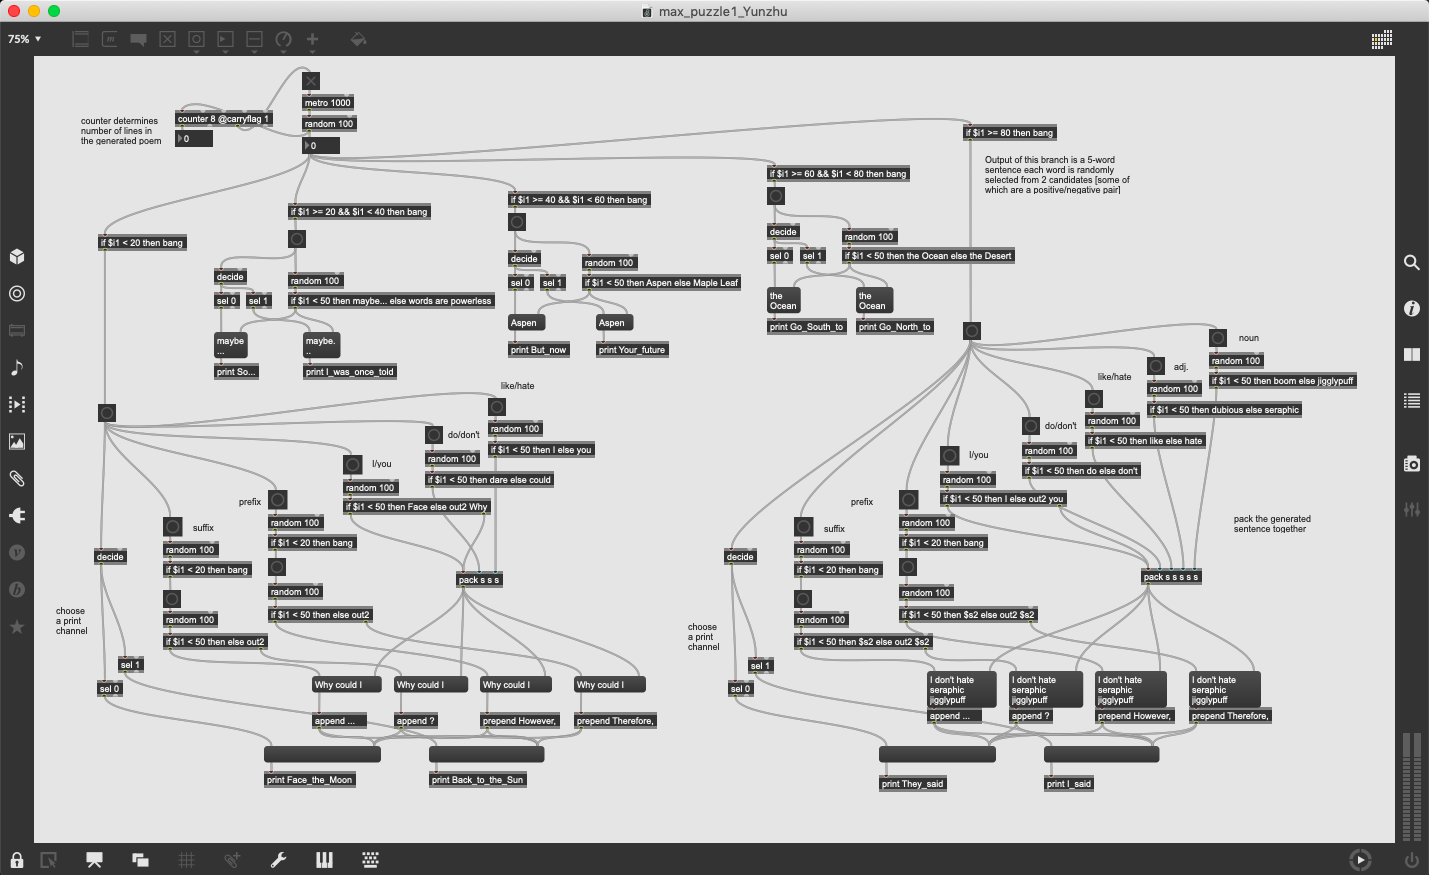 max_puzzle1_Yunzhu
75%
counter determines
number of lines in
the generated poem
counter 8 @carryflag 1
0
metro 1000
random 100
0
if $i1 >= 80 then bang
Output of this branch is a 5-word
sentence each word is randomly
selected from 2 candidates [some of
which are a positive/negative pair]
if $i1 >= 60 && $i1 < 80 then bang
decide
random 100
sel 0
sel 1
if $i1 < 50 then the Ocean else the Desert
the
Ocean
the
Ocean
print Go_South_to
print Go_North_to
if $i1 >= 40 && $i1 < 60 then bang
decide
random 100
sel 0
sel 1
if $i1 < 50 then Aspen else Maple Leaf
Aspen
Aspen
print But_now
print Your_future
if $i1 >= 20 && $i1 < 40 then bang
decide
random 100
sel 0
sel 1
if $i1 < 50 then maybe... else words are powerless
maybe
...
maybe.
..
print So...
print I_was_once_told
if $i1 < 20 then bang
like/hate
random 100
if $i1 < 50 then I else you
do/don't
random 100
if $i1 < 50 then dare else could
I/you
random 100
if $i1 < 50 then Face else out2 Why
prefix
random 100
if $i1 < 20 then bang
random 100
if $i1 < 50 then else out2
suffix
random 100
if $i1 < 20 then bang
random 100
if $i1 < 50 then else out2
decide
pack s s s
choose
a print
channel
sel 1
sel 0
Why could I
Why could I
Why could I
Why could I
append ...
append ?
prepend However,
prepend Therefore,
print Face_the_Moon
print Back_to_the_Sun
noun
random 100
if $i1 < 50 then boom else jigglypuff
adj.
random 100
if $i1 < 50 then dubious else seraphic
like/hate
random 100
if $i1 < 50 then like else hate
do/don't
random 100
if $i1 < 50 then do else don't
I/you
random 100
if $i1 < 50 then I else out2 you
prefix
random 100
if $i1 < 20 then bang
random 100
if $i1 < 50 then $s2 else out2 $s2
suffix
random 100
if $i1 < 20 then bang
random 100
if $i1 < 50 then $s2 else out2 $s2
decide
pack the generated
sentence together
pack s s s s s
choose
a print
channel
sel 1
sel 0
I don't hate
seraphic
jigglypuff
I don't hate
seraphic
jigglypuff
I don't hate
seraphic
jigglypuff
I don't hate
seraphic
jigglypuff
append ...
append ?
prepend However,
prepend Therefore,
print They_said
print I_said